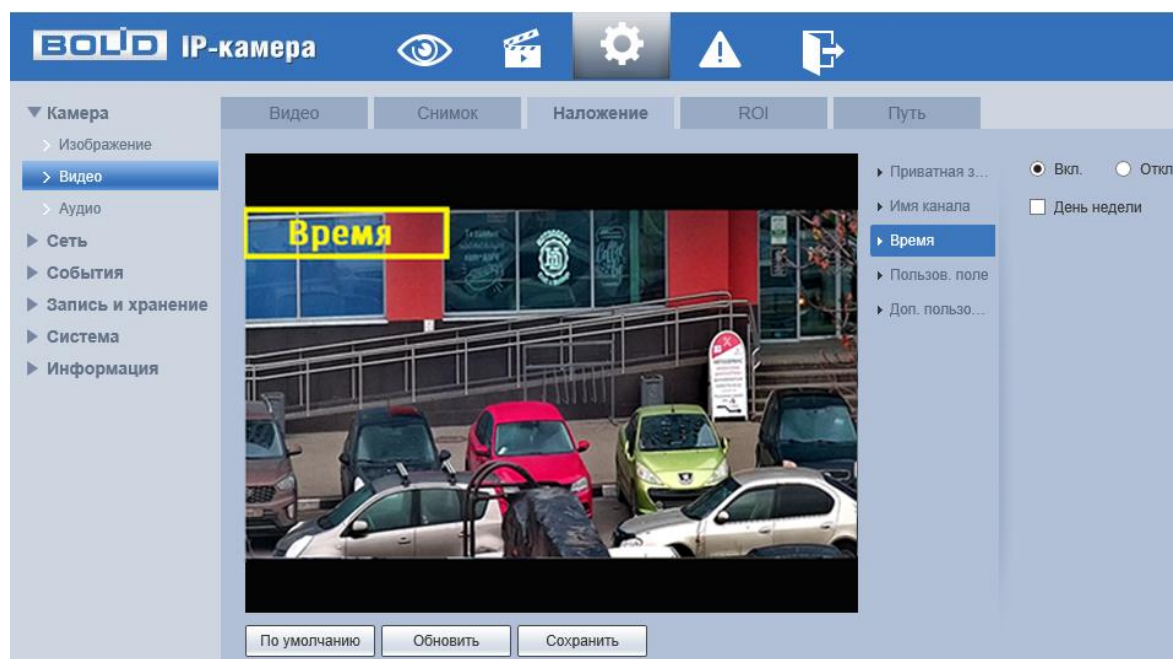 BOLID IP-камера
Камера
Изображение
Видео
Аудио
Сеть
События
Запись и хранение
Система
Информация
Видео
Снимок
Наложение
ROI
Путь
Время
Приватная з...
Имя канала
Время
Пользов. поле
Доп. пользо...
Вкл.
Откл
День недели
По умолчанию
Обновить
Сохранить